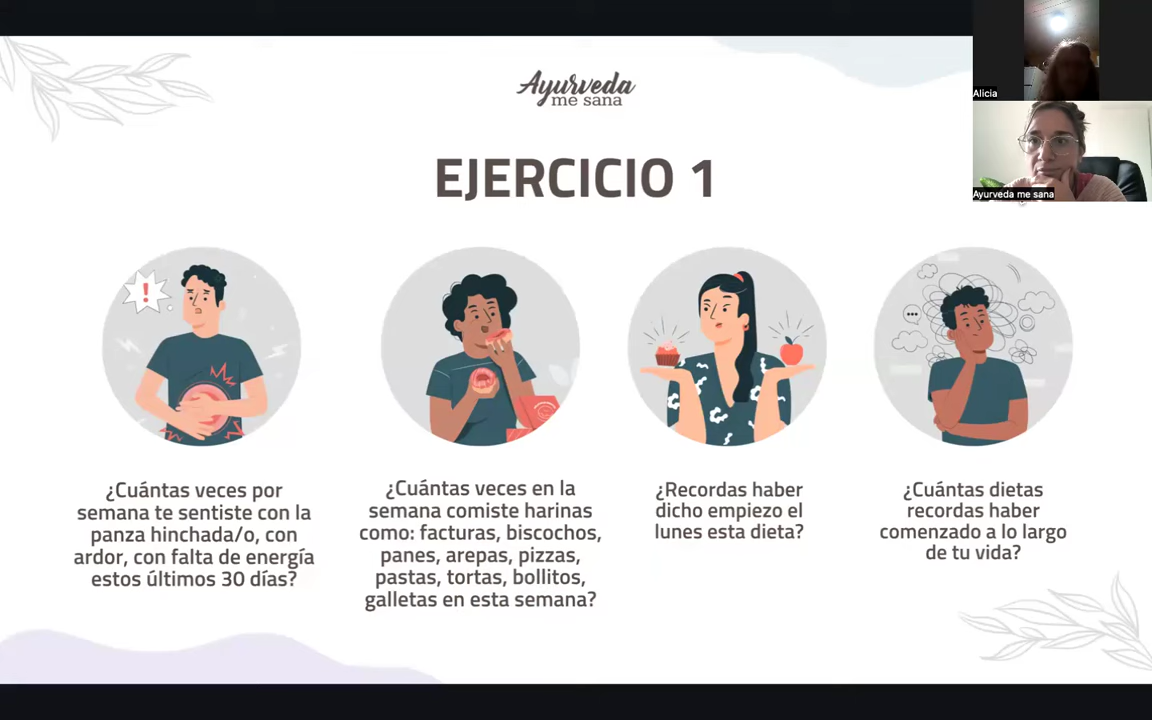 Ayurveda
me sana
Alicia
Ayurveda me sana
EJERCICIO 1
¿Cuántas veces por
semana te sentiste con la
panza hinchada/o, con
ardor, con falta de energía
estos últimos 30 días?
¿Cuántas veces en la
semana comiste harinas
como: facturas, biscochos,
panes, arepas, pizzas,
pastas, tortas, bollitos,
galletas en esta semana?
¿Recordas haber
dicho empiezo el
lunes esta dieta?
¿Cuántas dietas
recordas haber
comenzado a lo largo
de tu vida?